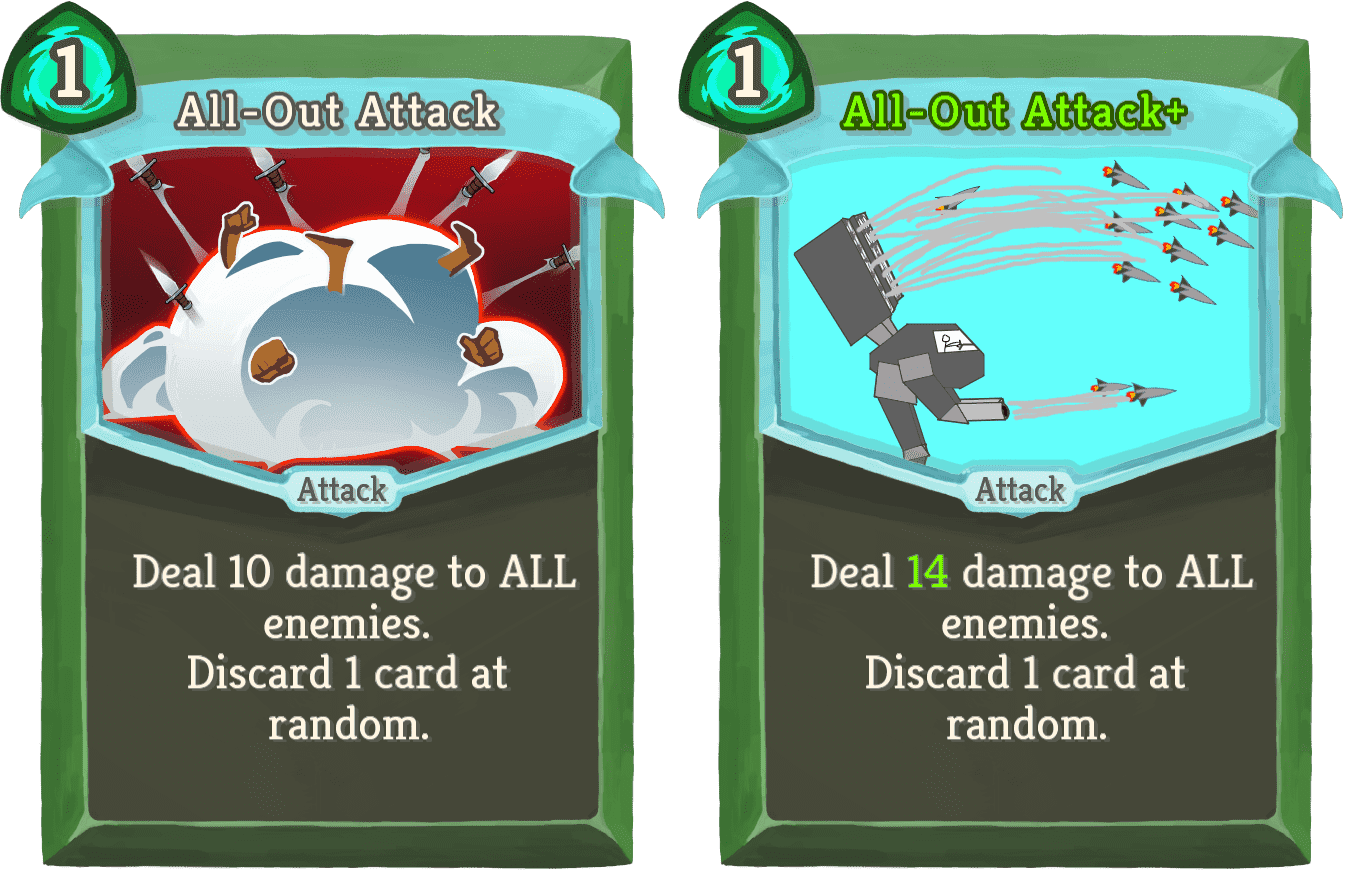 1
All-Out Attack
Attack
Deal 10 damage to ALL
enemies.
Discard 1 card at
random.
1
All-Out Attack+
Attack
Deal 14 damage to ALL
enemies.
Discard 1 card at
random.